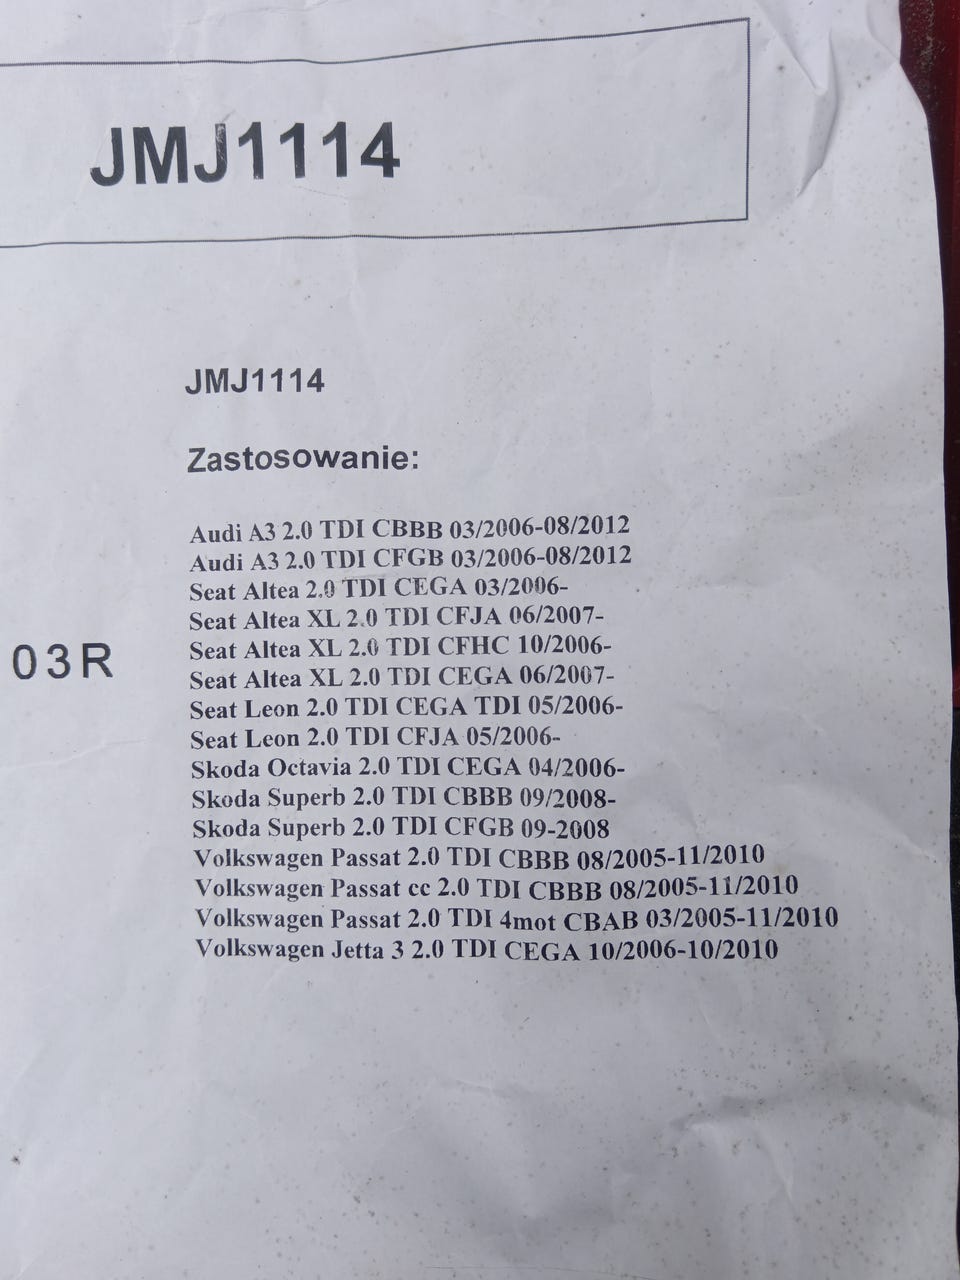 JMJ1114
JMJ1114
Zastosowanie:
Audi A3 2.0 TDI CBBB 03/2006-08/2012
Audi A3 2.0 TDI CFGB 03/2006-08/2012
Seat Altea 2.0 TDI CEGA 03/2006-
Seat Altea XL 2.0 TDI CFJA 06/2007-
Seat Altea XL 2.0 TDI CFHC 10/2006-
03R
Seat Altea XL 2.0 TDI CEGA 06/2007-
Seat Leon 2.0 TDI CEGA TDI 05/2006-
Seat Leon 2.0 TDI CFJA 05/2006-
Skoda Octavia 2.0 TDI CEGA 04/2006-
Skoda Superb 2.0 TDI CBBB 09/2008-
Skoda Superb 2.0 TDI CFGB 09-2008
Volkswagen Passat 2.0 TDI CBBB 08/2005-11/2010
Volkswagen Passat cc 2.0 TDI CBBB 08/2005-11/2010
Volkswagen Passat 2.0 TDI 4mot CBAB 03/2005-11/2010
Volkswagen Jetta 3 2.0 TDI CEGA 10/2006-10/2010